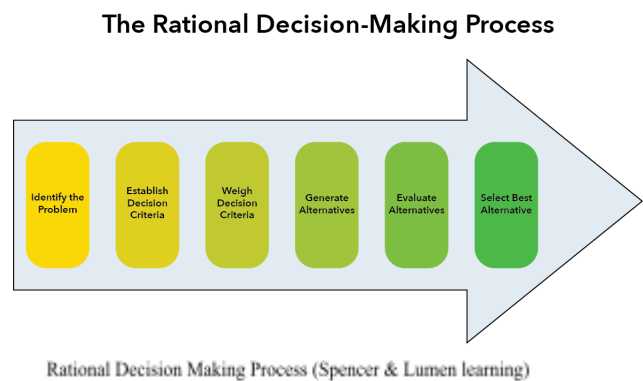 The Rational Decision-Making Process
Identify the
Problem
Establish
Decision
Criteria
Weigh
Decision
Criteria
Generate
Alternatives
Evaluate
Alternatives
Select Best
Alternative
Rational Decision Making Process (Spencer & Lumen learning)